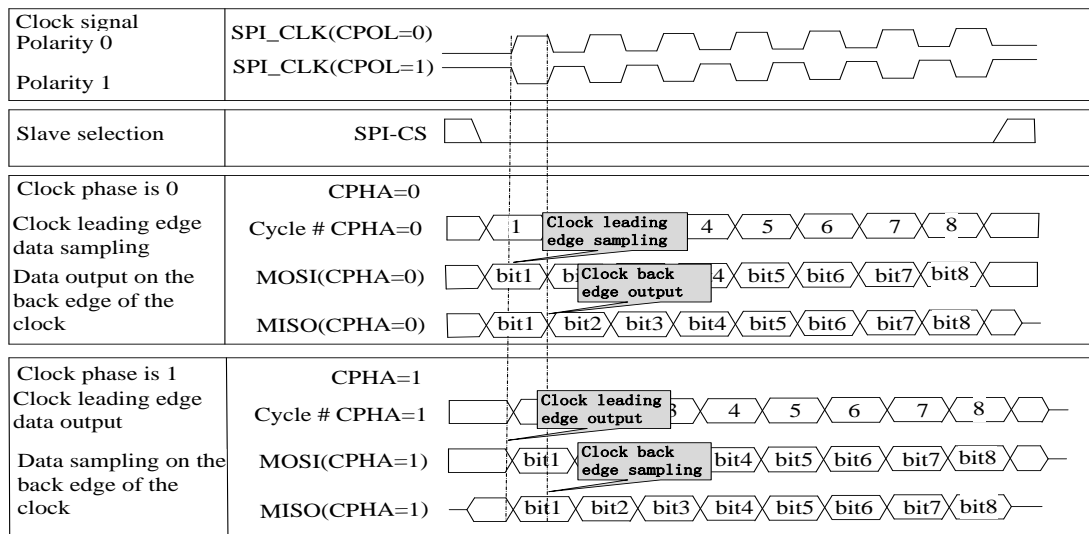 Clock signal
Polarity 0
SPI_CLK(CPOL=0)
SPI_CLK(CPOL=1)
Polarity 1
Slave selection
SPI-CS
Clock phase is 0
CPHA=0
Clock leading edge
data sampling
Cycle # CPHA=0
1 4 5 6 7 8
Clock leading
edge sampling
Data output on the
back edge of the
clock
MOSI(CPHA=0)
bit1 bi 4 bit5 bit6 bit7 bit8
Clock back
edge output
MISO(CPHA=0)
bit1 bit2 bit3 bit4 bit5 bit6 bit7 bit8
Clock phase is 1
CPHA=1
Clock leading edge
data output
Cycle # CPHA=1
3 4 5 6 7 8
Clock leading
edge output
Data sampling on the
back edge of the
clock
MOSI(CPHA=1)
bit1 bit4 bit5 bit6 bit7 bit8
Clock back
edge sampling
MISO(CPHA=1)
bit1 bit2 bit3 bit4 bit5 bit6 bit7 bit8